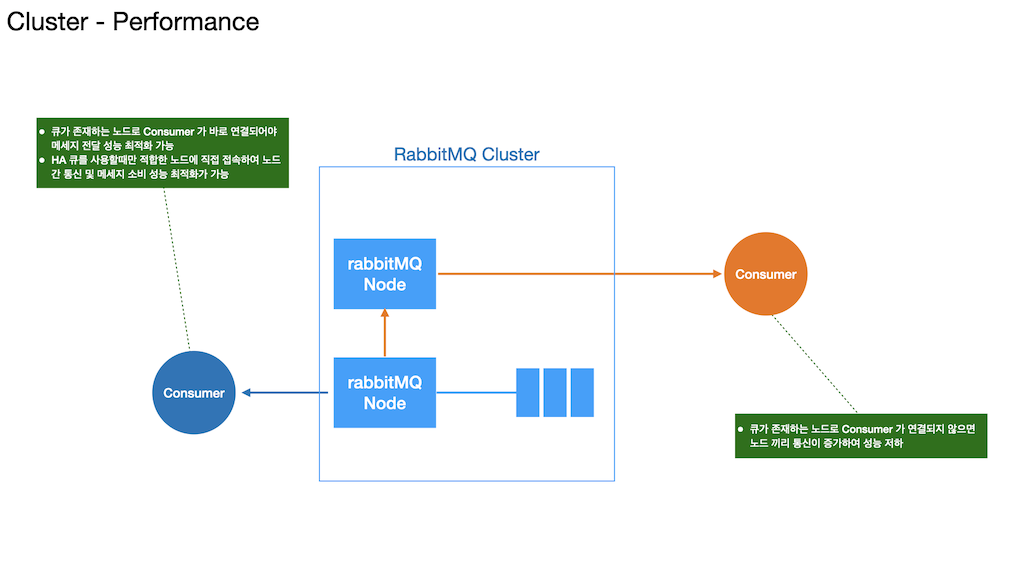 Cluster - Performance
● 큐가 존재하는 노드로 Consumer 가 바로 연결되어야
메세지 전달 성능 최적화 가능
● HA 큐를 사용할때만 적합한 노드에 직접 접속하여 노드
간 통신 및 메세지 소비 성능 최적화가 가능
RabbitMQ Cluster
rabbitMQ
Node
Consumer
Consumer
rabbitMQ
Node
● 큐가 존재하는 노드로 Consumer 가 연결되지 않으면
노드 끼리 통신이 증가하여 성능 저하